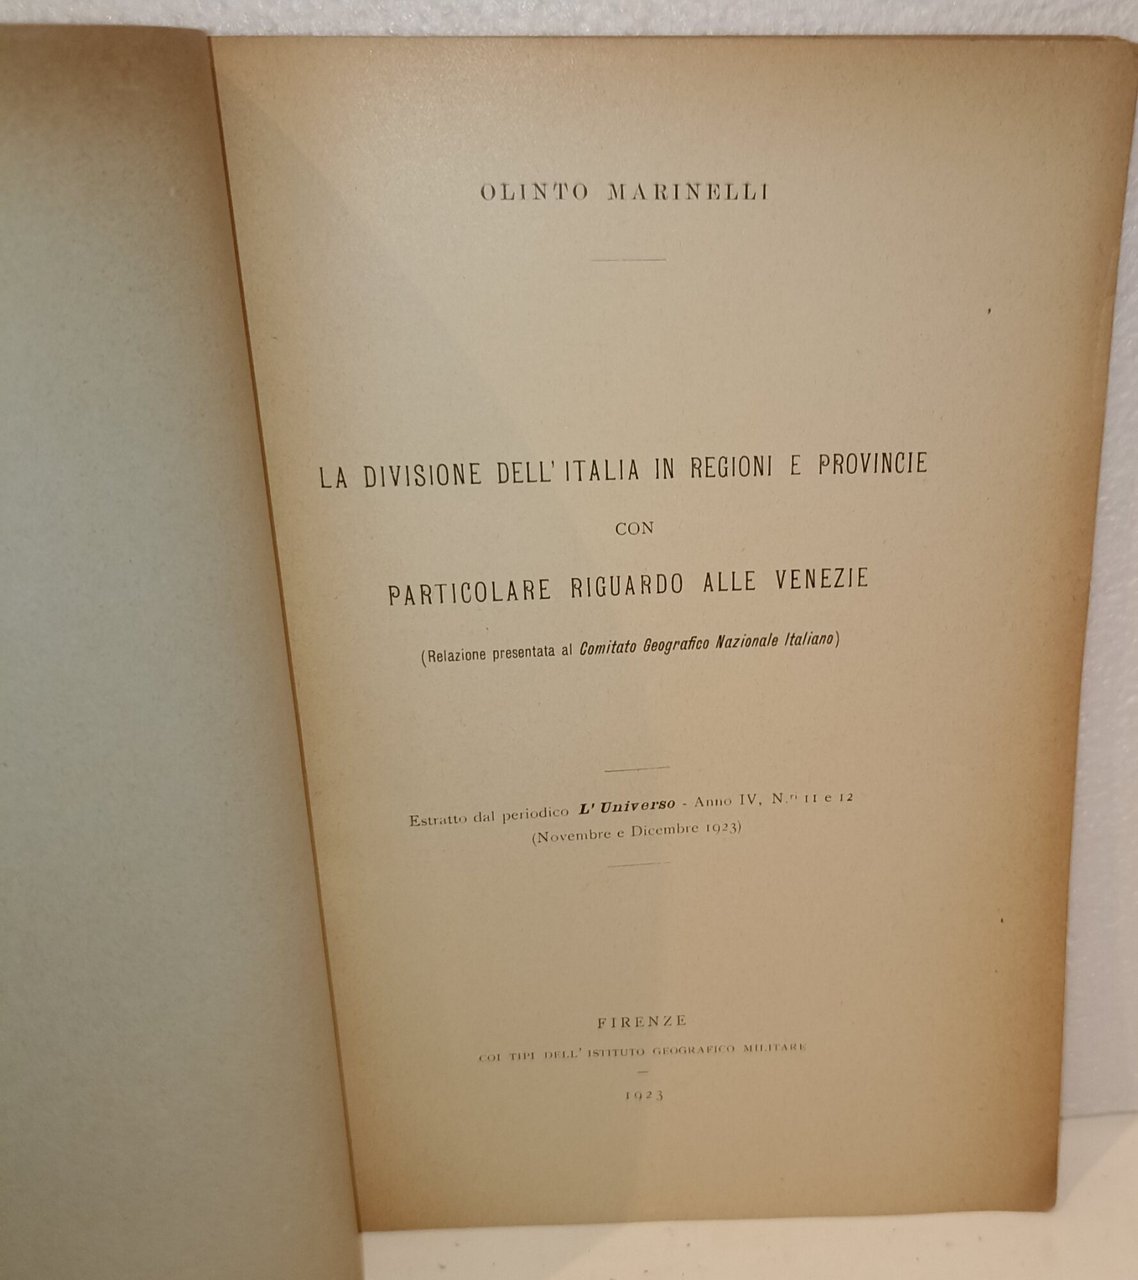 OLINTO MARINELLI
LA DIVISIONE DELL' ITALIA IN REGIONI E PROVINCIE
CON
PARTICOLARE RIGUARDO ALLE VENEZIE
(Relazione presentata al Comitato Geografico Nazionale Italiano)
Estratto dal periodico L' Universo - Anno IV, N.ri 11 e 12
(Novembre e Dicembre 1923)
FIRENZE
COI TIPI DELL' ISTITUTO GEOGRAFICO MILITARE
1923